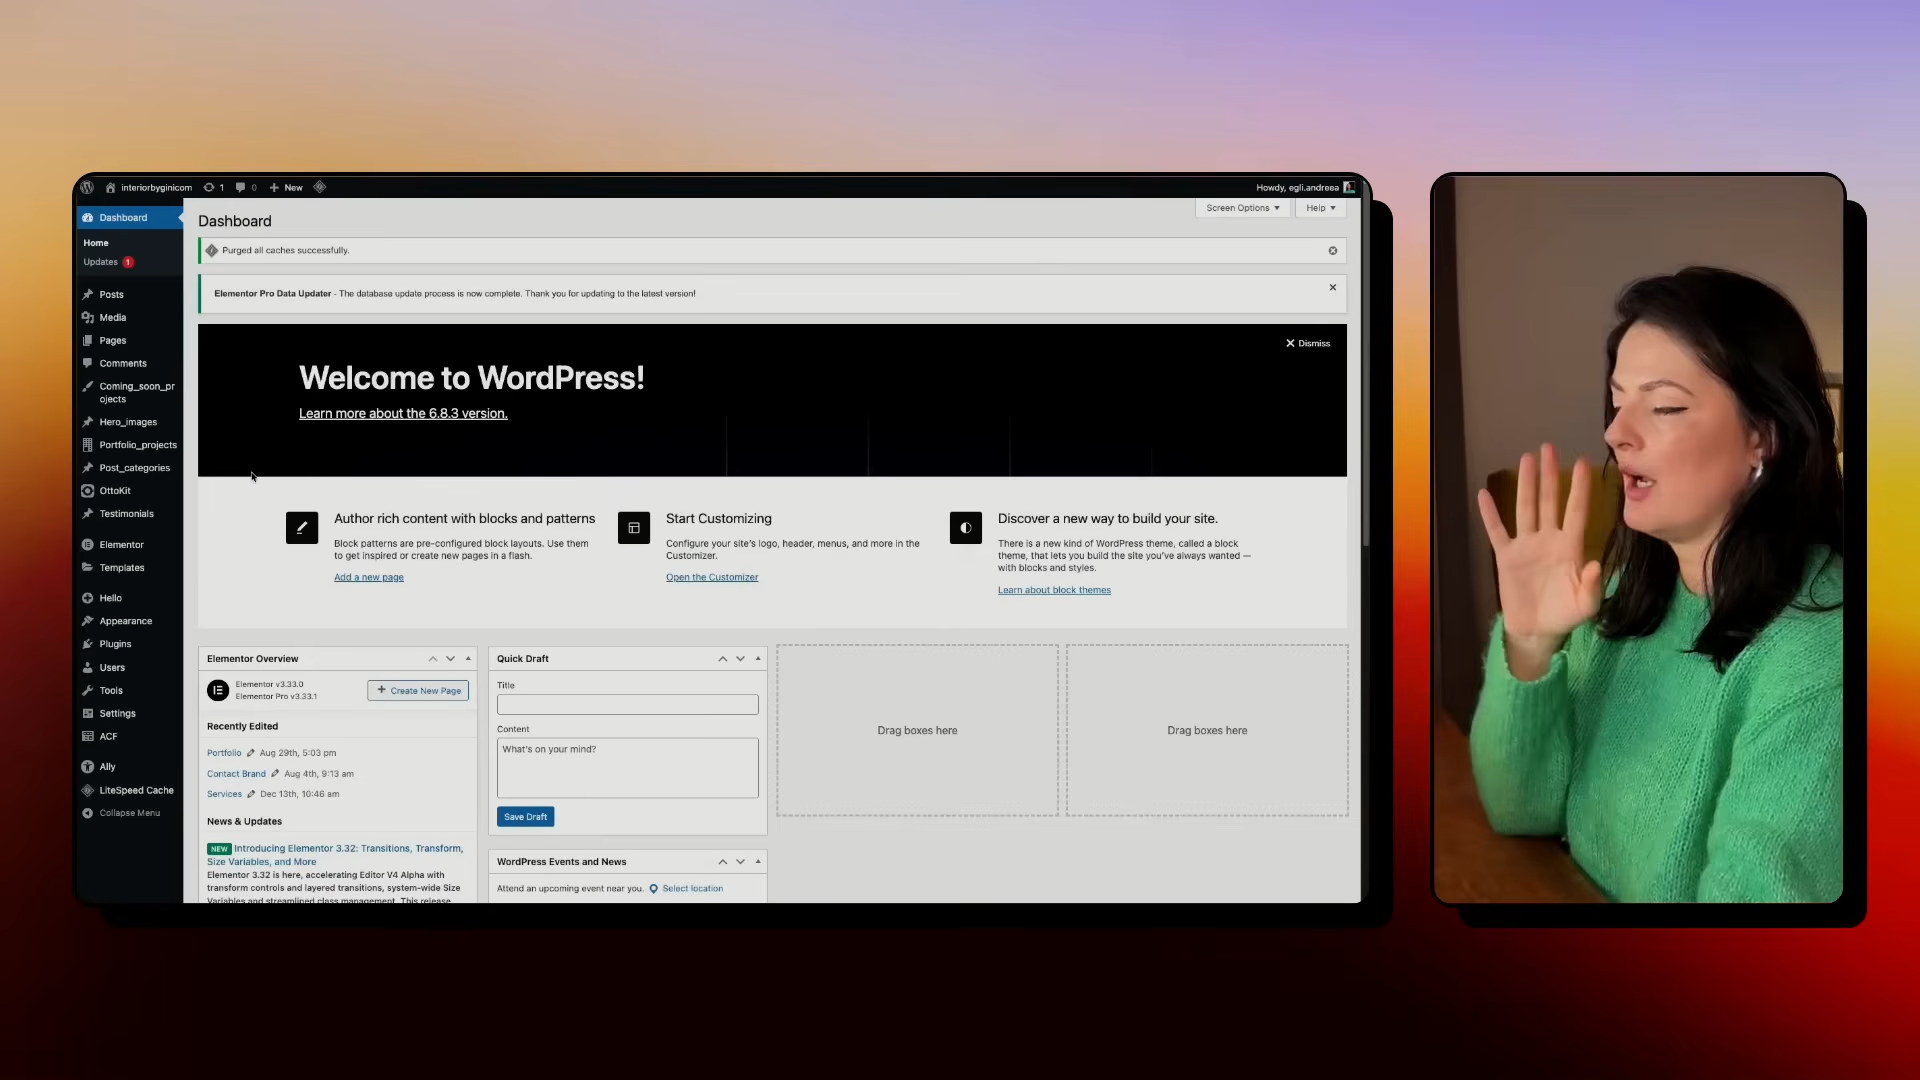 interiorbyginicom 1 0 New
Howdy, egli.andreea
Dashboard
Home
Updates 1
Posts
Media
Pages
Comments
Coming_soon_pr
ojects
Hero_images
Portfolio_projects
Post_categories
OttoKit
Testimonials
Elementor
Templates
Hello
Appearance
Plugins
Users
Tools
Settings
ACF
Ally
LiteSpeed Cache
Collapse Menu
Screen Options
Help
Dashboard
Purged all caches successfully.
Elementor Pro Data Updater - The database update process is now complete. Thank you for updating to the latest version!
Dismiss
Welcome to WordPress!
Learn more about the 6.8.3 version.
Author rich content with blocks and patterns
Block patterns are pre-configured block layouts. Use them
to get inspired or create new pages in a flash.
Add a new page
Start Customizing
Configure your site's logo, header, menus, and more in the
Customizer.
Open the Customizer
Discover a new way to build your site.
There is a new kind of WordPress theme, called a block
theme, that lets you build the site you've always wanted —
with blocks and styles.
Learn about block themes
Elementor Overview
Elementor v3.33.0
Elementor Pro v3.33.1
Create New Page
Recently Edited
Portfolio Aug 29th, 5:03 pm
Contact Brand Aug 4th, 9:13 am
Services Dec 13th, 10:46 am
News & Updates
NEW Introducing Elementor 3.32: Transitions, Transform,
Size Variables, and More
Elementor 3.32 is here, accelerating Editor V4 Alpha with
transform controls and layered transitions, system-wide Size
Variables and streamlined class management. This release
Quick Draft
Title
Content
What's on your mind?
Save Draft
WordPress Events and News
Attend an upcoming event near you. Select location
Drag boxes here
Drag boxes here